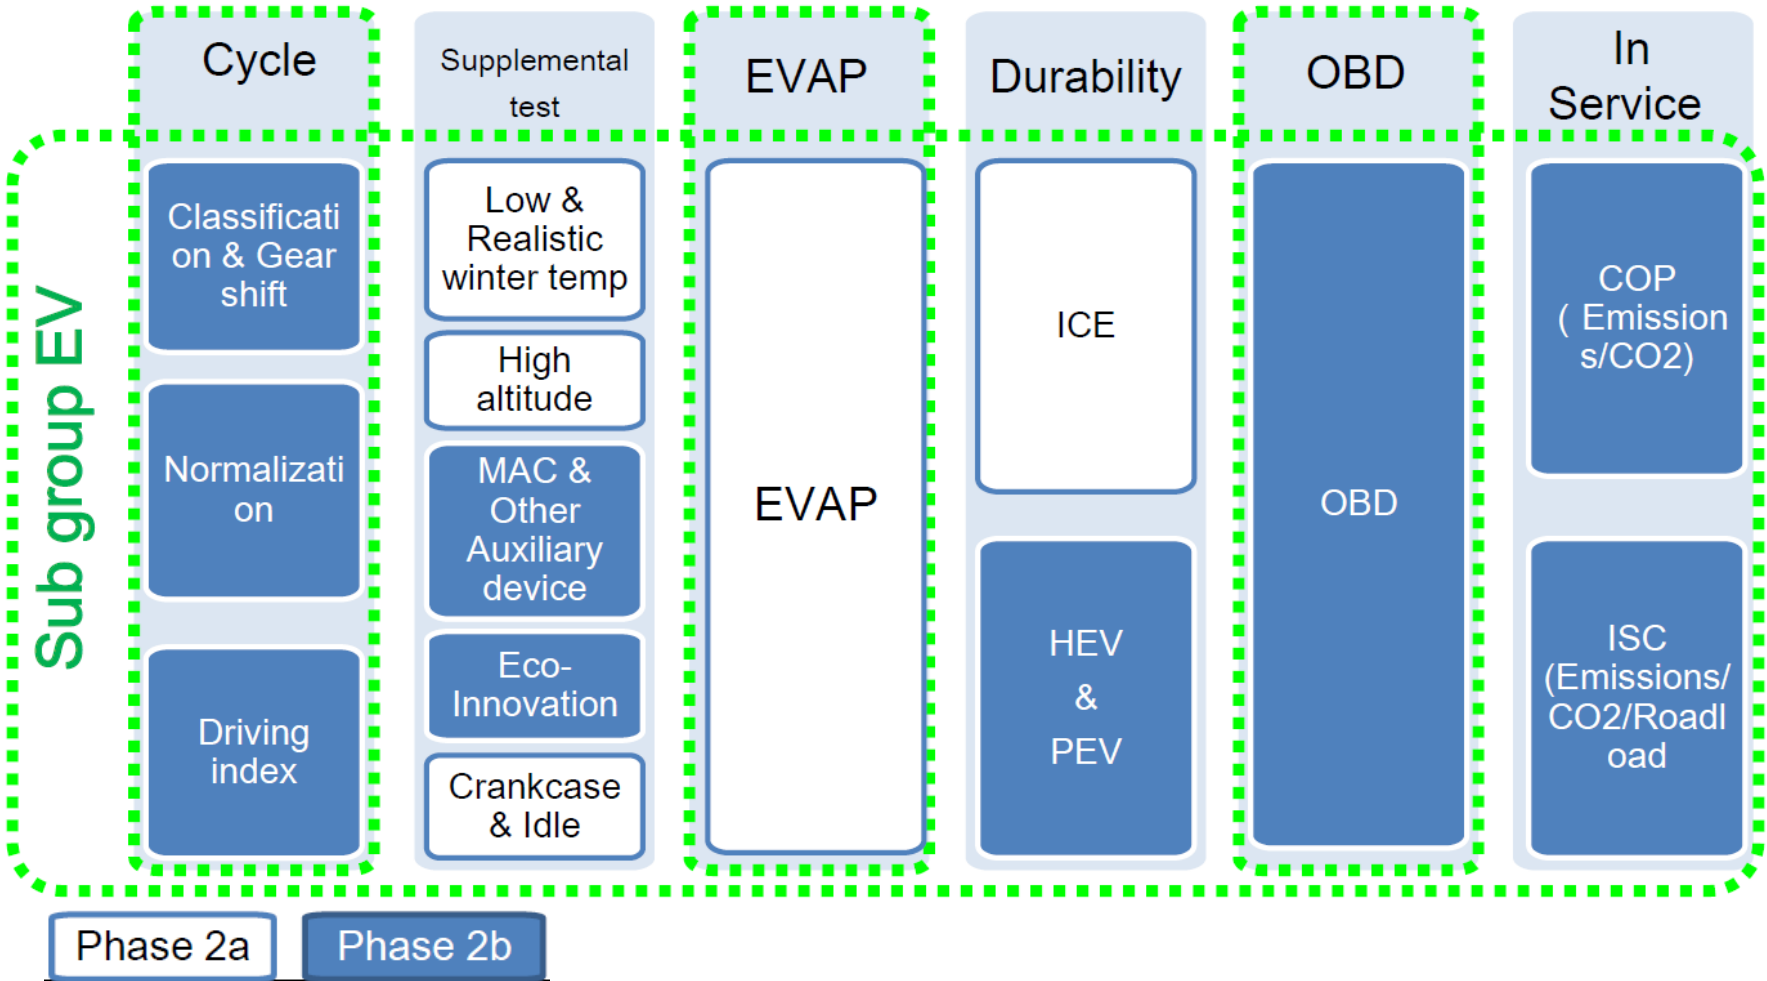 Cycle
Supplemental
test
EVAP
Durability
OBD
In
Service
Sub group EV
Classificati
on & Gear
shift
Normalizati
on
Driving
index
Low &
Realistic
winter temp
High
altitude
MAC &
Other
Auxiliary
device
Eco-
Innovation
Crankcase
& Idle
EVAP
ICE
HEV
&
PEV
OBD
COP
( Emission
s/CO2)
ISC
(Emissions/
CO2/Roadl
oad
Phase 2a
Phase 2b